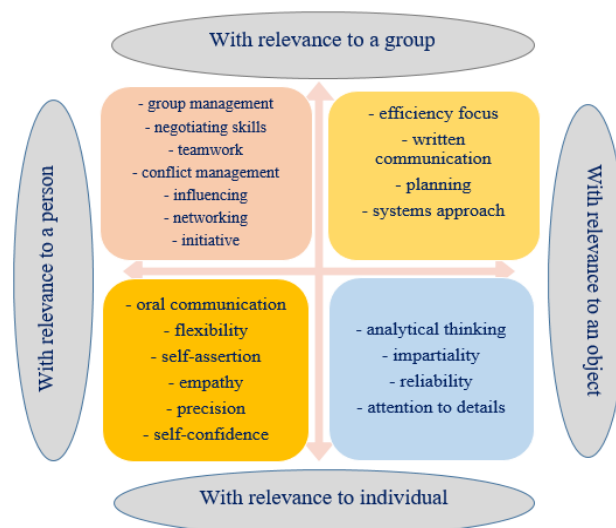 With relevance to a group
With relevance to a person
- group management
- negotiating skills
- teamwork
- conflict management
- influencing
- networking
- initiative
- efficiency focus
- written
communication
- planning
- systems approach
With relevance to an object
- oral communication
- flexibility
- self-assertion
- empathy
- precision
- self-confidence
- analytical thinking
- impartiality
- reliability
- attention to details
With relevance to individual